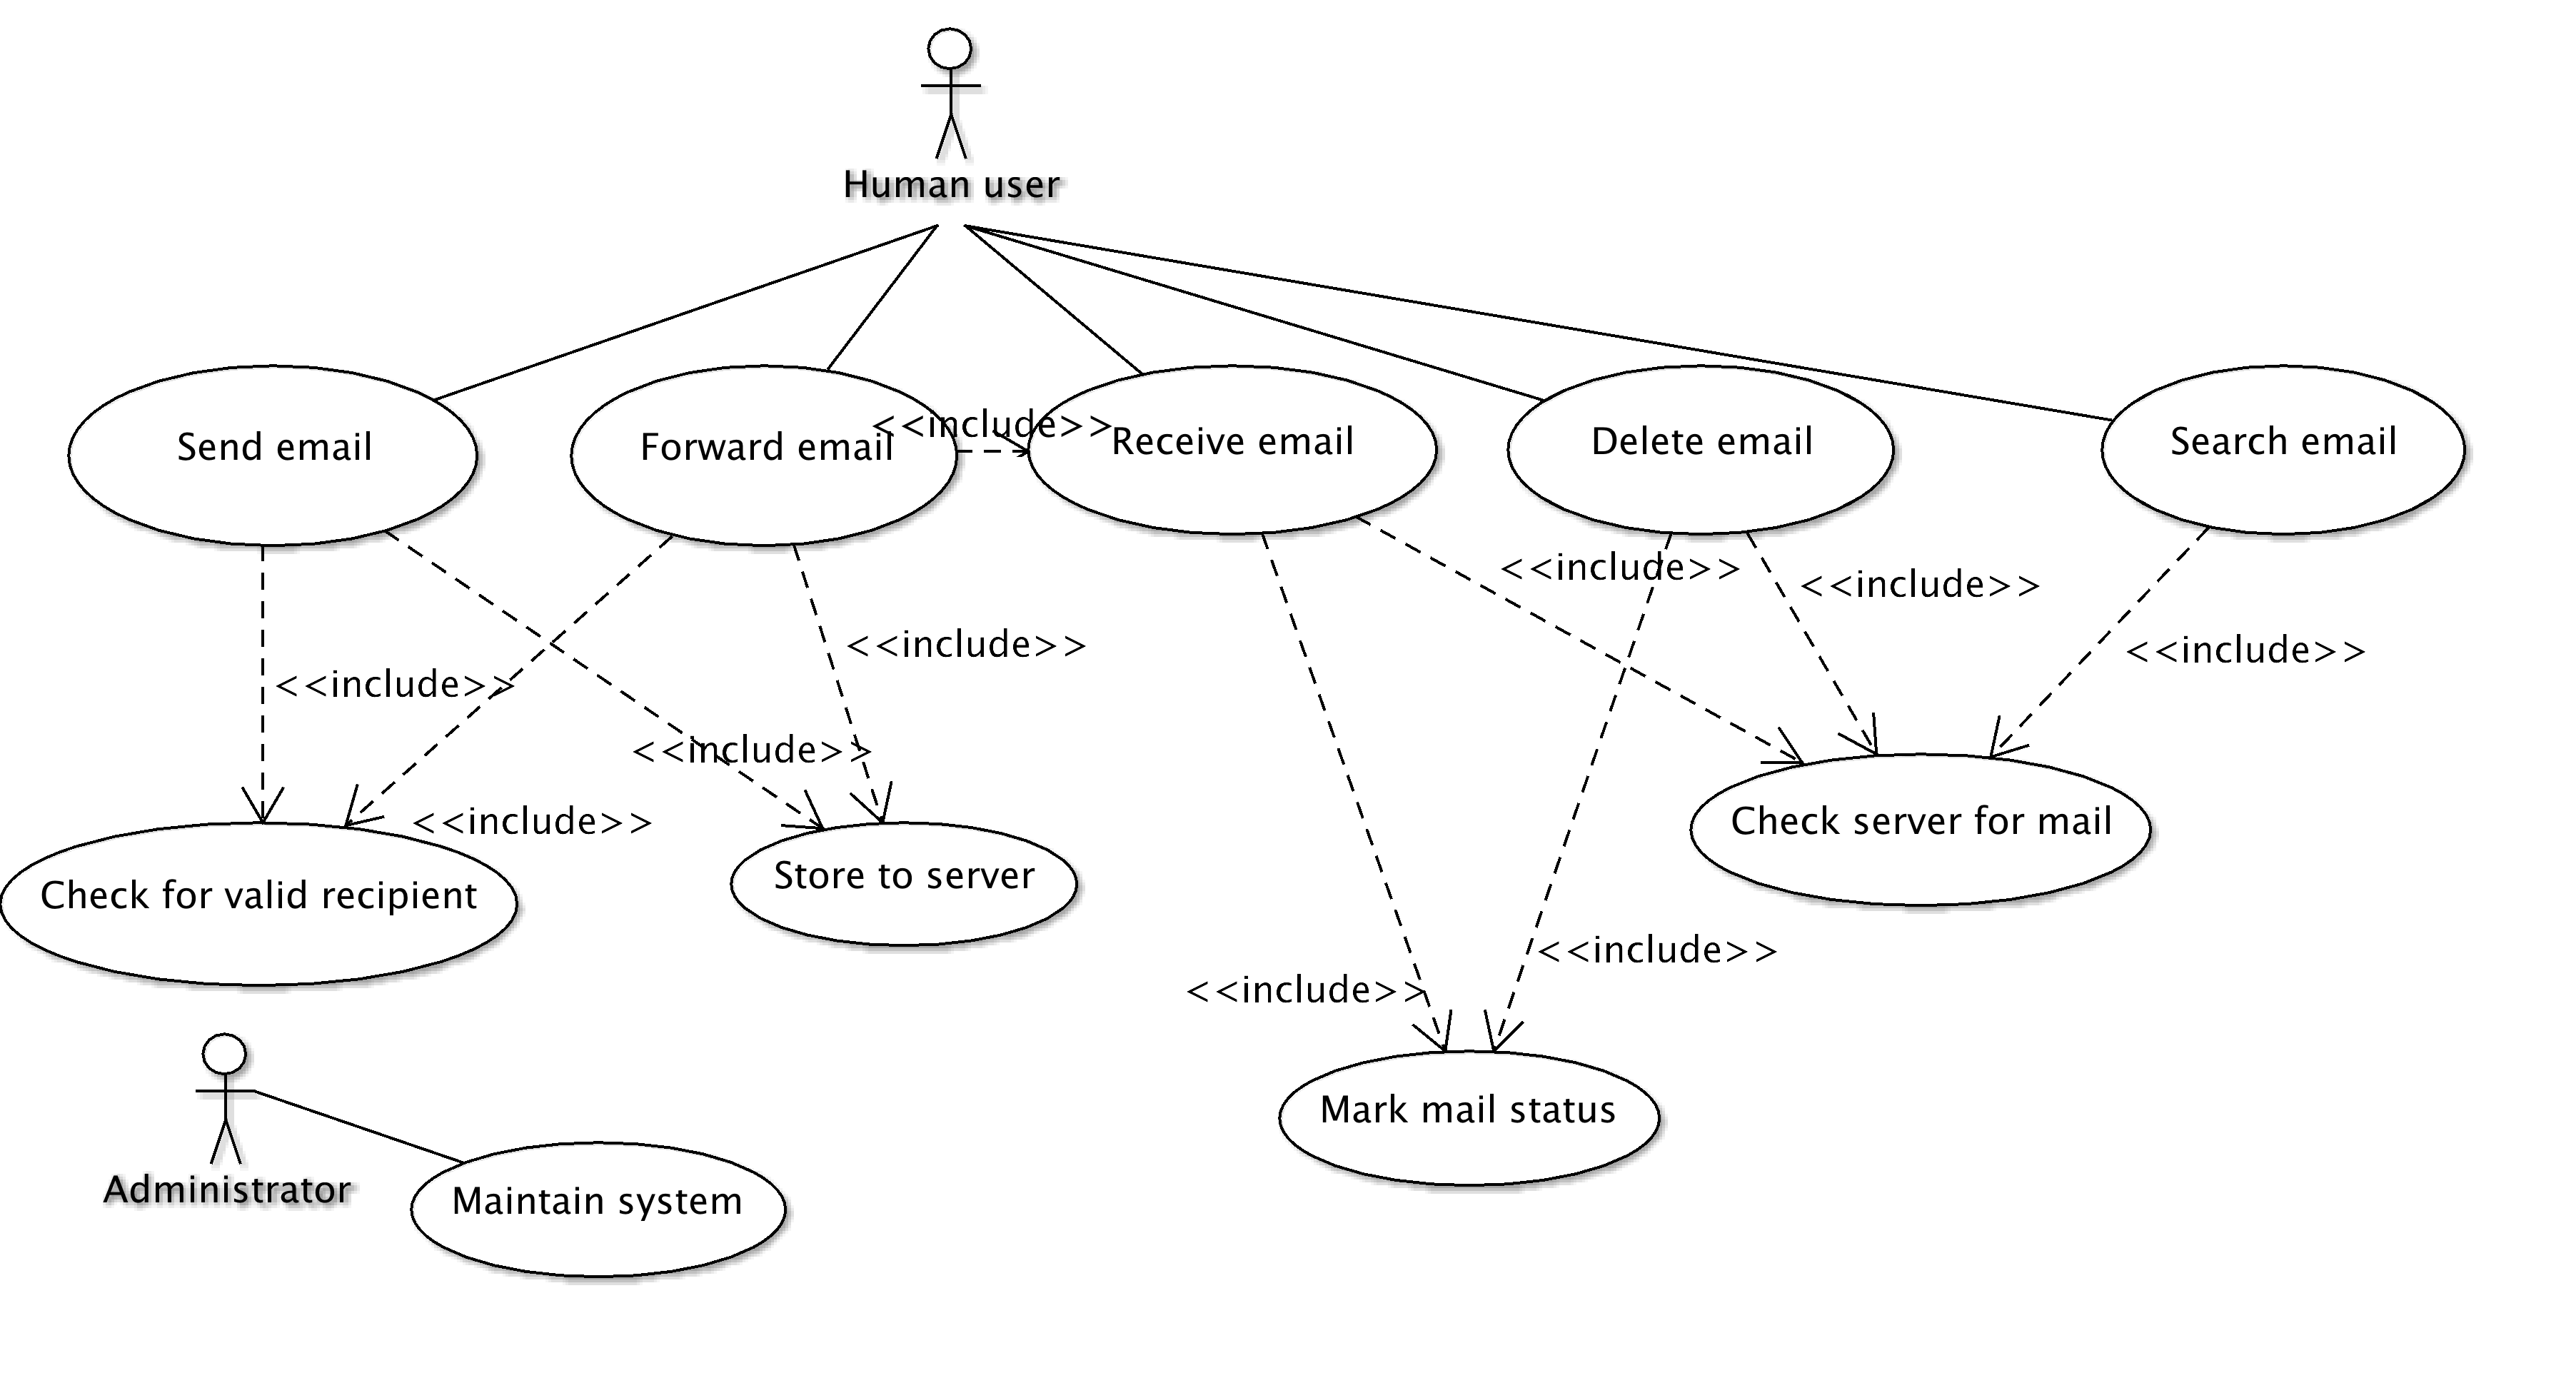 Human user
Send email
Forward email
<<include>>
Receive email
Delete email
Search email
<<include>>
<<include>>
<<include>>
<<include>>
<<include>>
<<include>>
<<include>>
Check for valid recipient
Store to server
Check server for mail
<<include>>
<<include>>
<<include>>
Mark mail status
Administrator
Maintain system